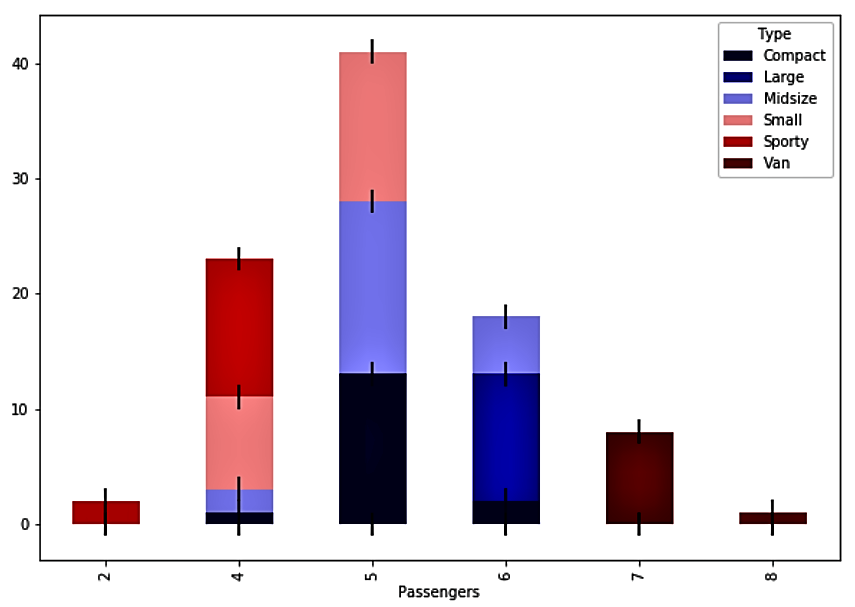 Type
Compact
Large
Midsize
Small
Sporty
Van
40
30
20
10
0
2
4
5
6
7
8
Passengers